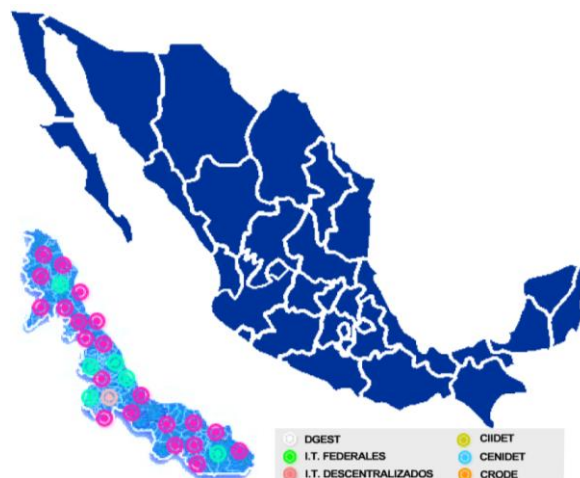 DGEST
I.T. FEDERALES
I.T. DESCENTRALIZADOS
CIIDET
CENIDET
CRODE